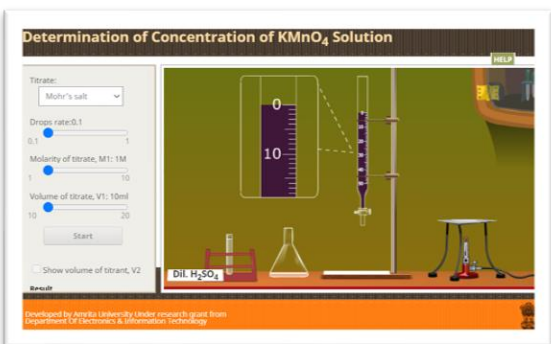 Determination of Concentration of KMnO₄ Solution
HELP
Titrate:
Mohr's salt
Drops rate:0.1
0.1 1
Molarity of titrate, M1: 1M
1 10
Volume of titrate, V1: 10ml
10 20
Start
Show volume of titrant, V2
Result
0
10
Dil. H₂SO₄
Developed by Amrita University Under research grant from
Department Of Electronics & Information Technology